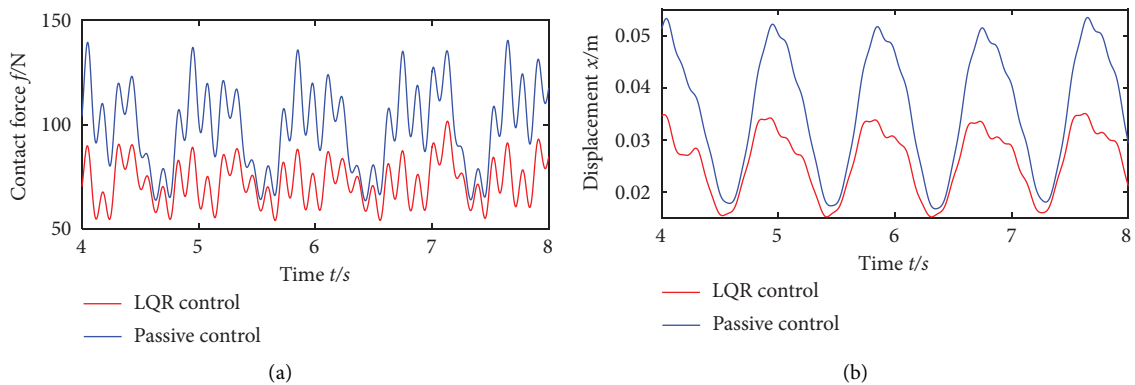 150
100
50
Contact force f/N
4
5
6
7
8
Time t/s
LQR control
Passive control
(a)
0.05
0.04
0.03
0.02
Displacement x/m
4
5
6
7
8
Time t/s
LQR control
Passive control
(b)